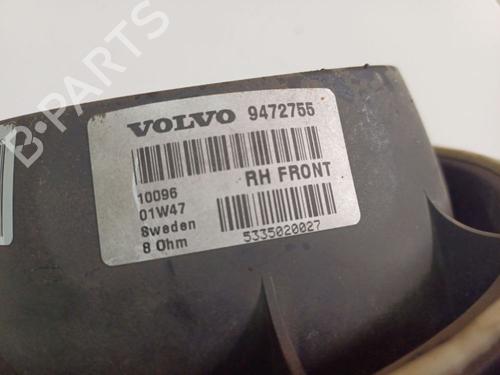 B-PARTS
VOLVO 9472755
10096 RH FRONT
01W47
Sweden
8 Ohm 5335020027